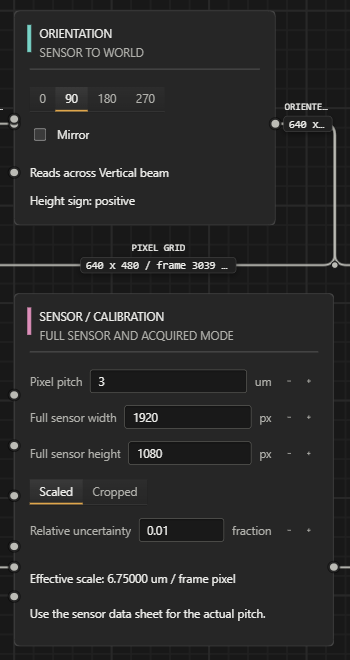 ORIENTATION
SENSOR TO WORLD
0 90 180 270
ORIENTE…
640 x…
Mirror
Reads across Vertical beam
Height sign: positive
PIXEL GRID
640 x 480 / frame 3039 …
SENSOR / CALIBRATION
FULL SENSOR AND ACQUIRED MODE
Pixel pitch 3 um - +
Full sensor width 1920 px - +
Full sensor height 1080 px - +
Scaled Cropped
Relative uncertainty 0.01 fraction - +
Effective scale: 6.75000 um / frame pixel
Use the sensor data sheet for the actual pitch.